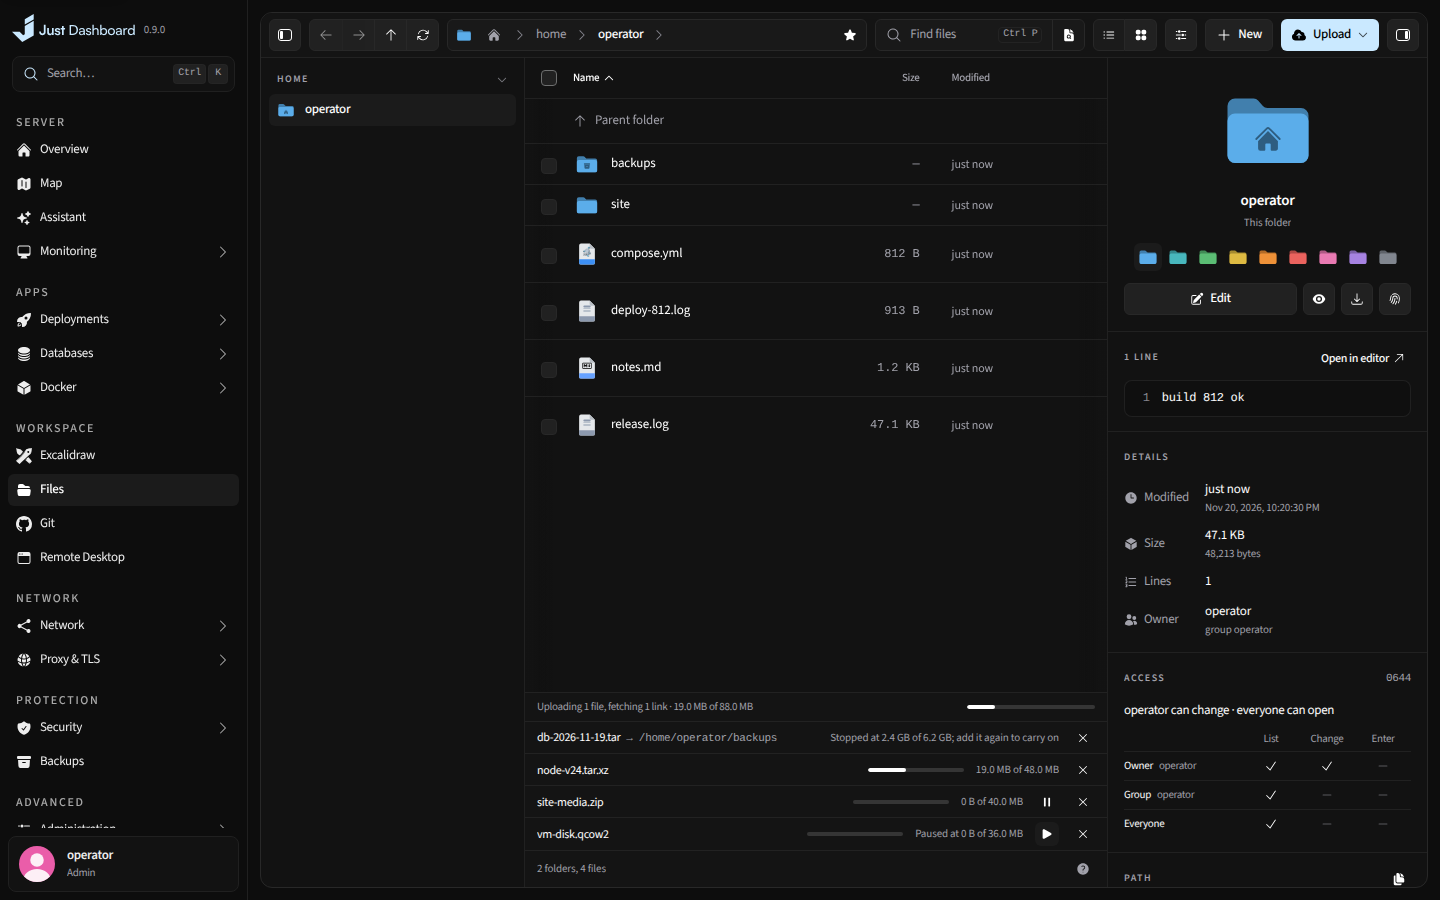 Just Dashboard 0.9.0
Search… Ctrl K
SERVER
Overview
Map
Assistant
Monitoring
APPS
Deployments
Databases
Docker
WORKSPACE
Excalidraw
Files
Git
Remote Desktop
NETWORK
Network
Proxy & TLS
PROTECTION
Security
Backups
ADVANCED
Administration
operator
Admin
home operator
Find files Ctrl P
New
Upload
HOME
operator
Name Size Modified
Parent folder
backups — just now
site — just now
compose.yml 812 B just now
deploy-812.log 913 B just now
notes.md 1.2 KB just now
release.log 47.1 KB just now
Uploading 1 file, fetching 1 link · 19.0 MB of 88.0 MB
db-2026-11-19.tar → /home/operator/backups Stopped at 2.4 GB of 6.2 GB; add it again to carry on
node-v24.tar.xz 19.0 MB of 48.0 MB
site-media.zip 0 B of 40.0 MB
vm-disk.qcow2 Paused at 0 B of 36.0 MB
2 folders, 4 files
operator
This folder
Edit
1 LINE Open in editor
1 build 812 ok
DETAILS
Modified just now
Nov 20, 2026, 10:20:30 PM
Size 47.1 KB
48,213 bytes
Lines 1
Owner operator
group operator
ACCESS 0644
operator can change · everyone can open
List Change Enter
Owner operator —
Group operator — —
Everyone — —
PATH